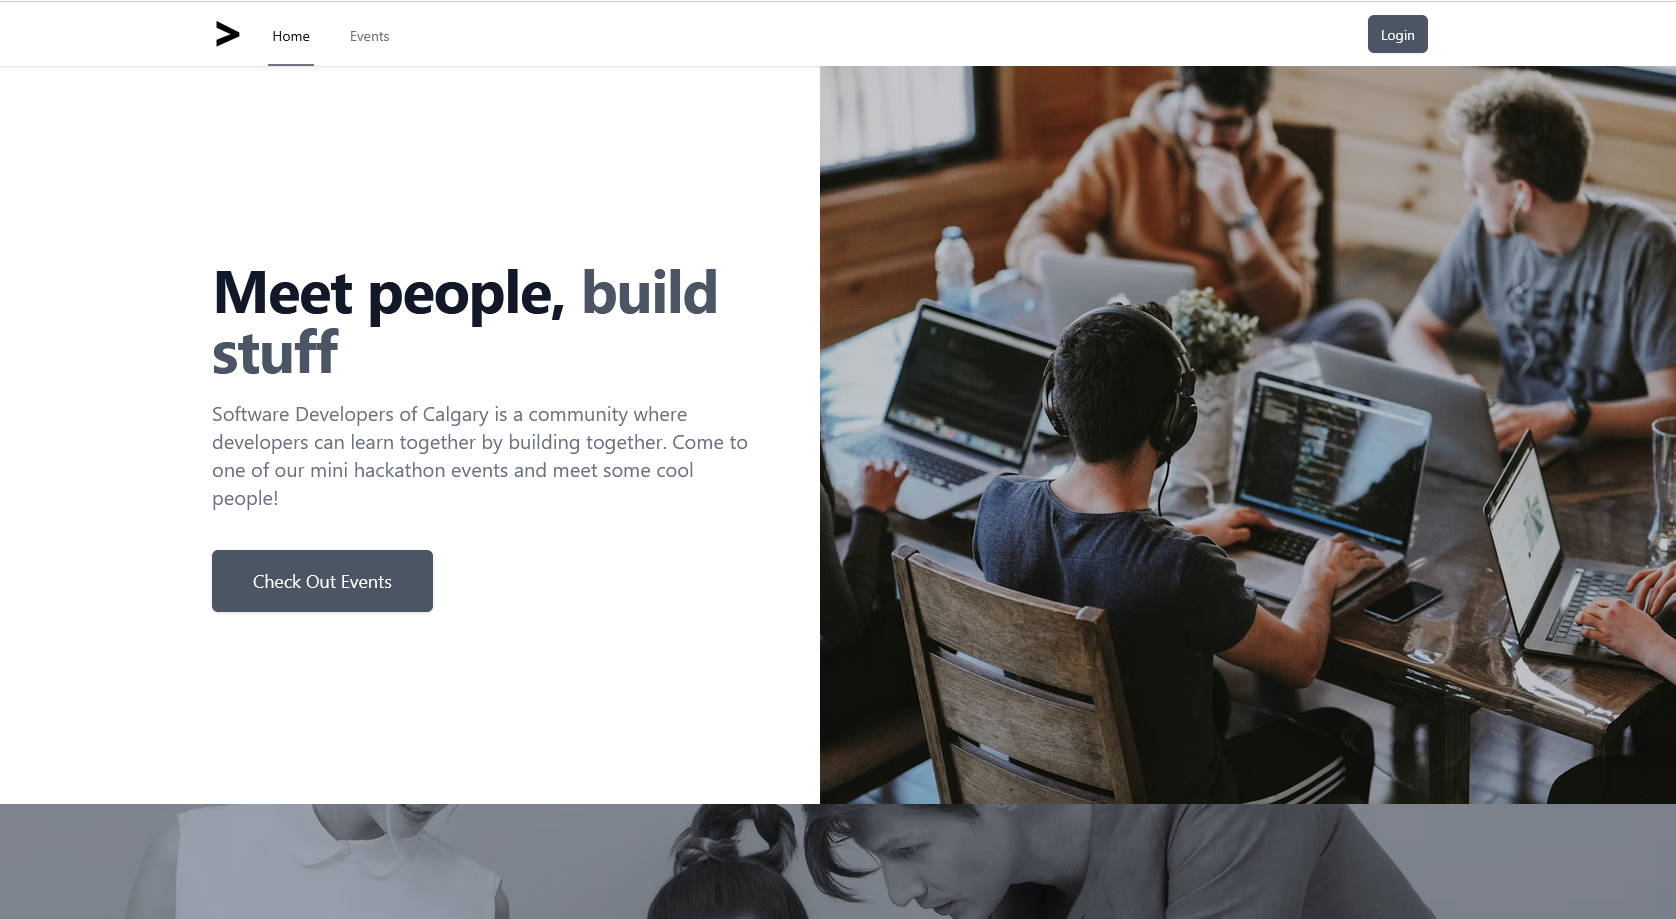 > Home Events Login
Meet people, build
stuff
Software Developers of Calgary is a community where
developers can learn together by building together. Come to
one of our mini hackathon events and meet some cool
people!
Check Out Events